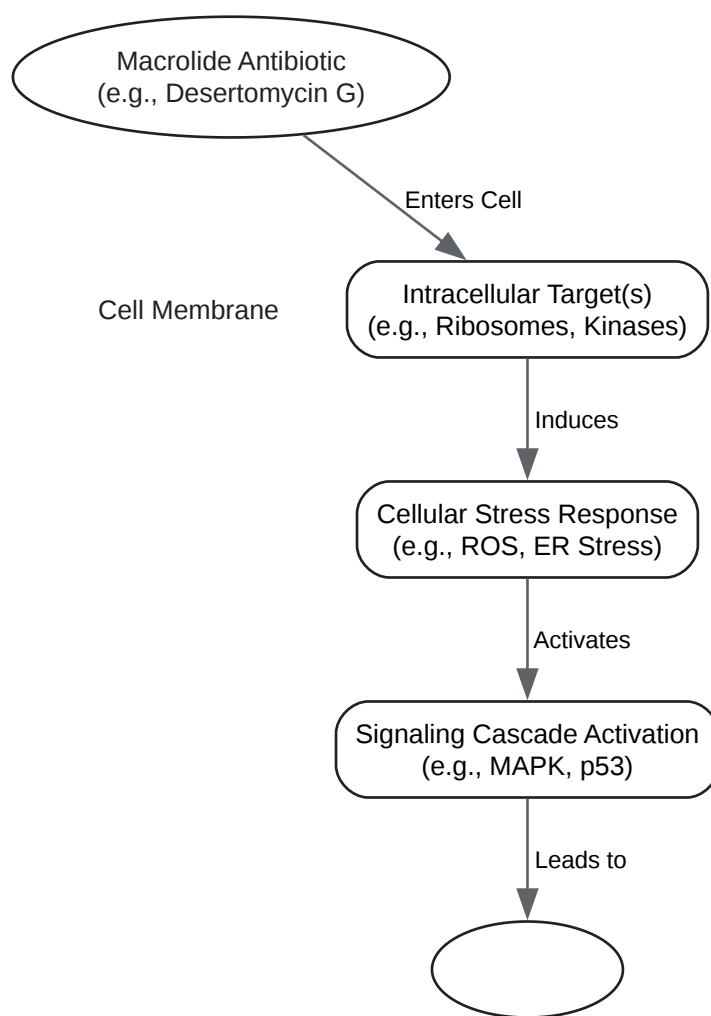 Macrolide Antibiotic
(e.g., Desertomycin G)
Enters Cell
Cell Membrane
Intracellular Target(s)
(e.g., Ribosomes, Kinases)
Induces
Cellular Stress Response
(e.g., ROS, ER Stress)
Activates
Signaling Cascade Activation
(e.g., MAPK, p53)
Leads to